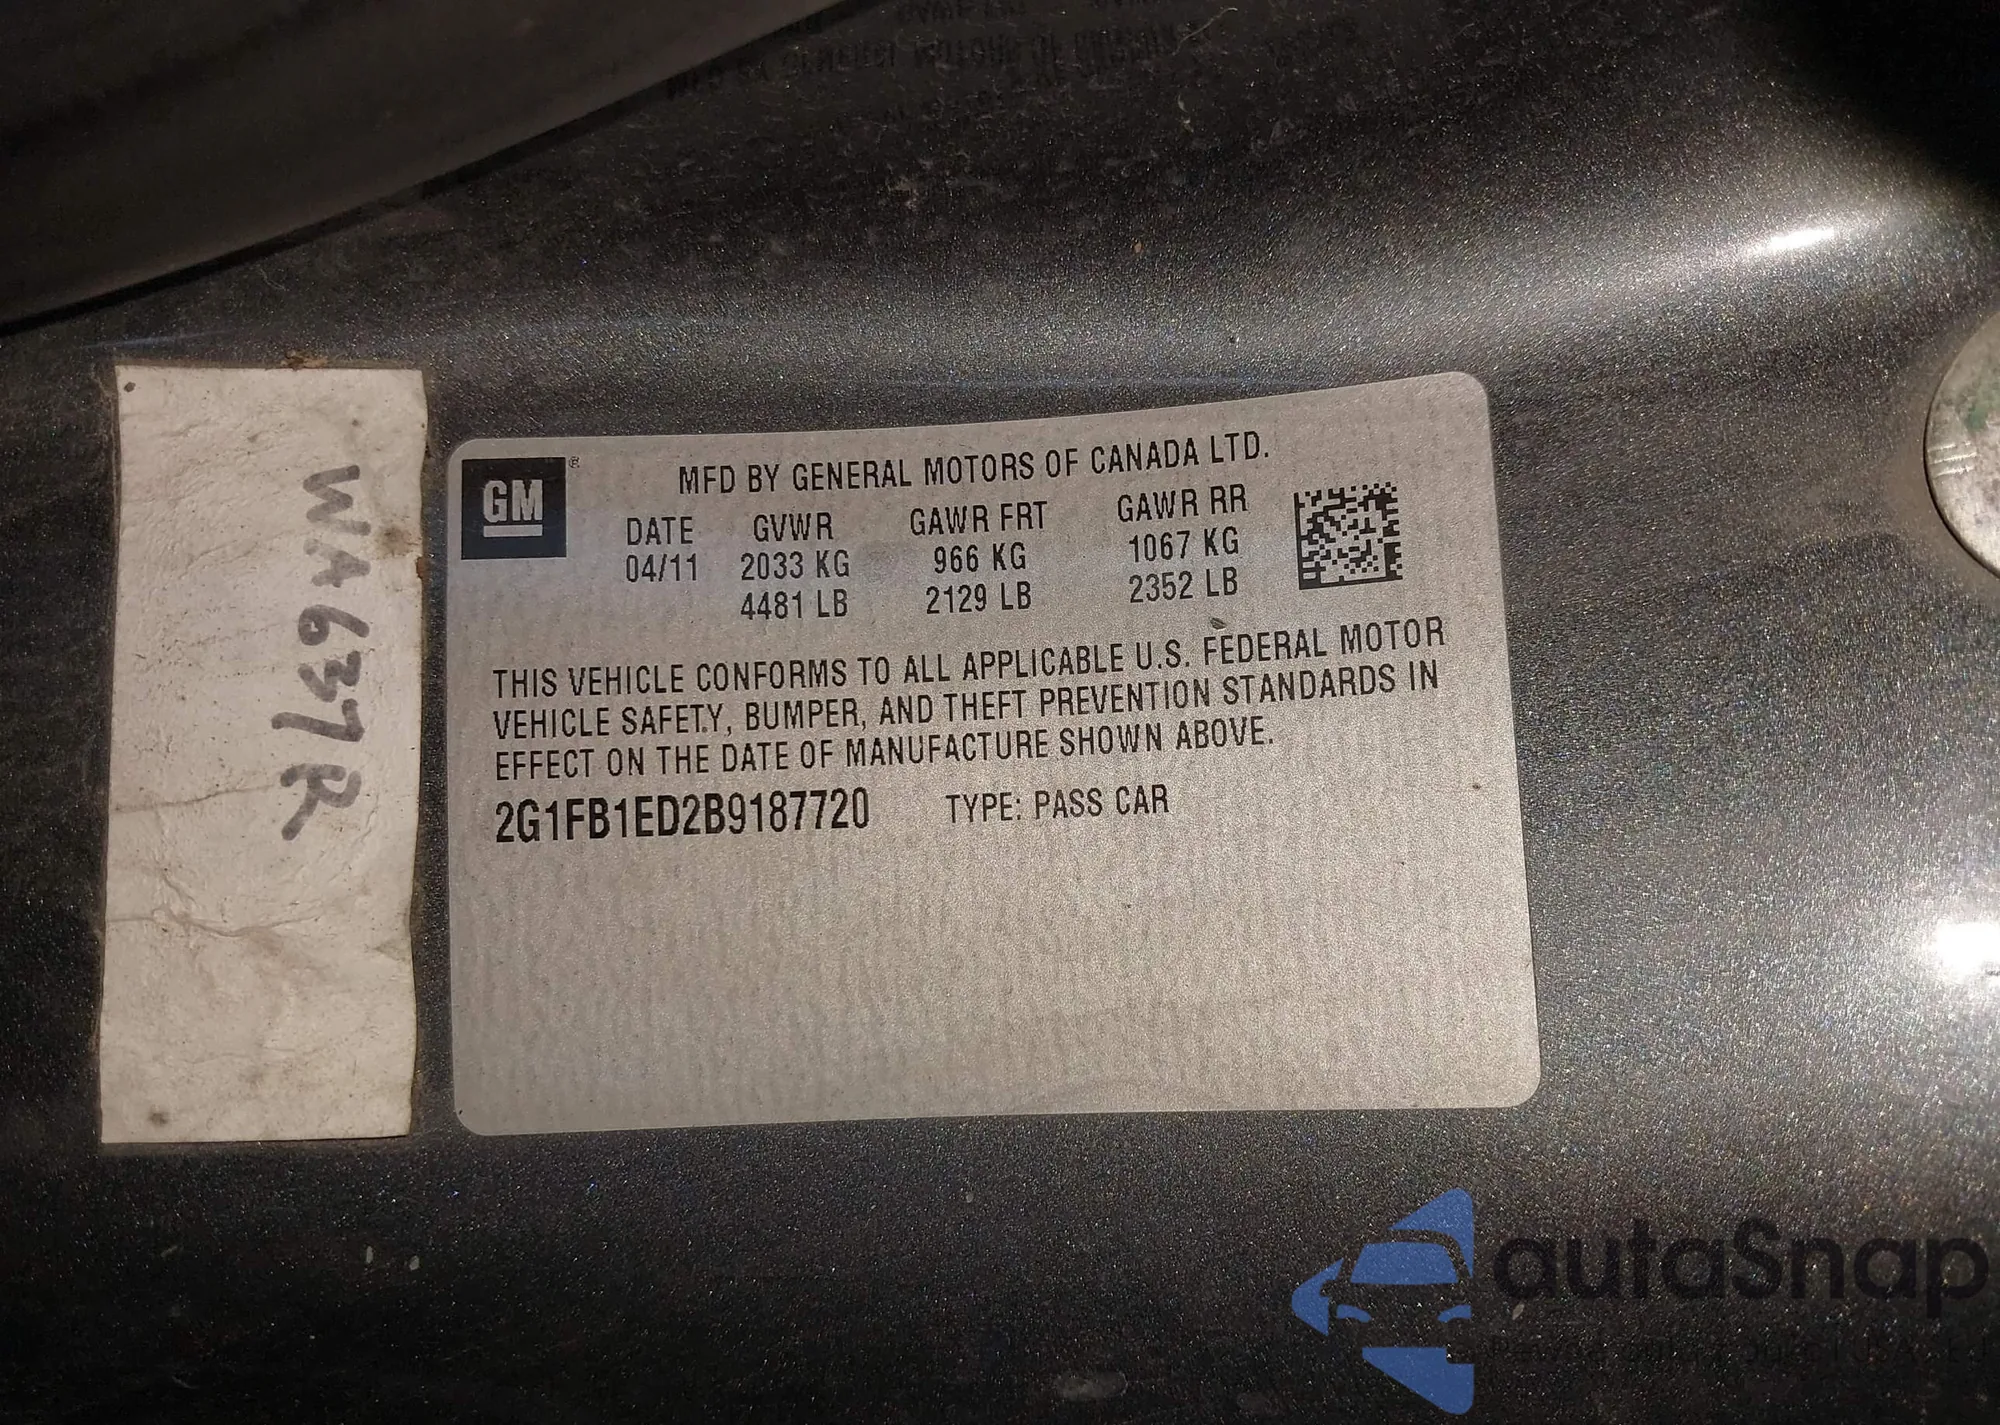 WA637R
GM®
MFD BY GENERAL MOTORS OF CANADA LTD.
DATE GVWR GAWR FRT GAWR RR
04/11 2033 KG 966 KG 1067 KG
4481 LB 2129 LB 2352 LB
THIS VEHICLE CONFORMS TO ALL APPLICABLE U.S. FEDERAL MOTOR
VEHICLE SAFETY, BUMPER, AND THEFT PREVENTION STANDARDS IN
EFFECT ON THE DATE OF MANUFACTURE SHOWN ABOVE.
2G1FB1ED2B9187720 TYPE: PASS CAR
autaSnap